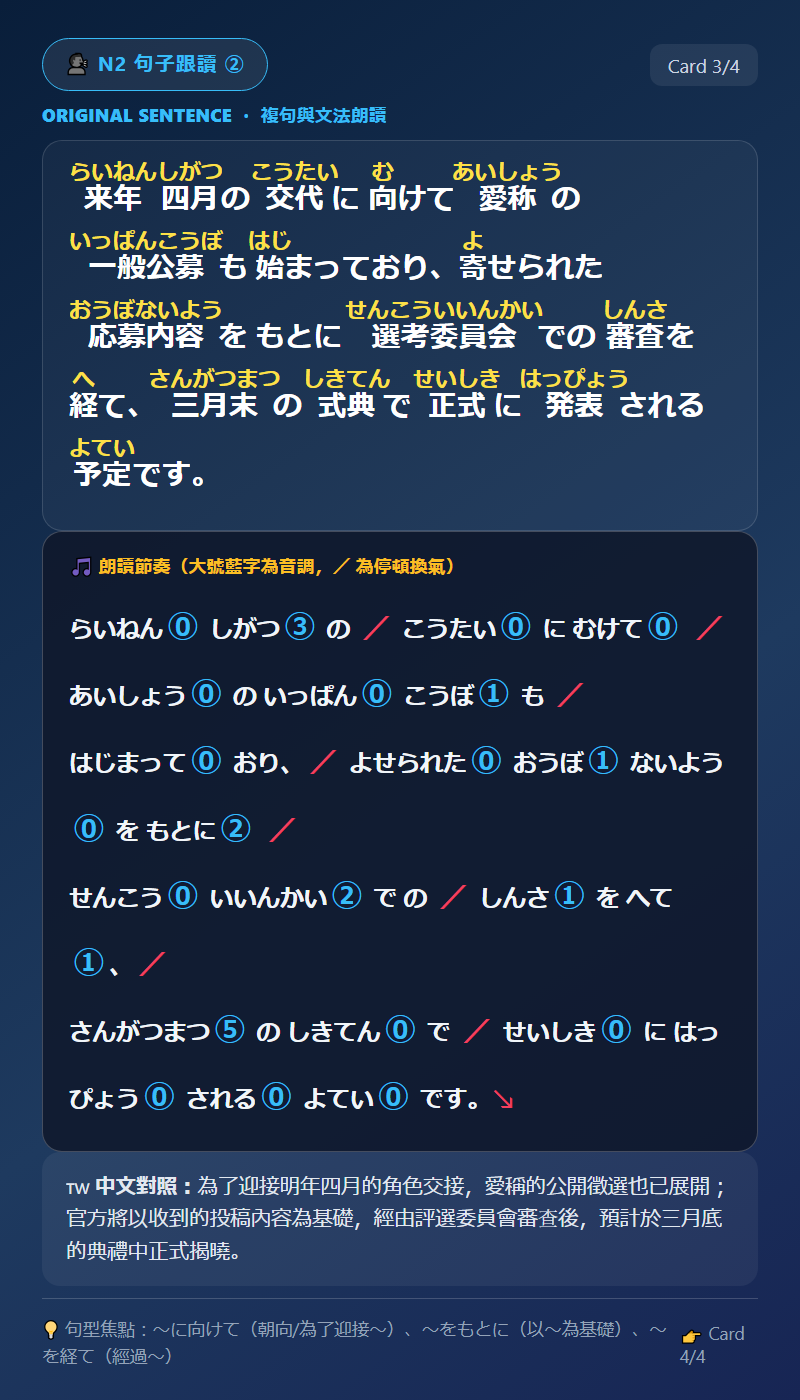 🗣️ N2 句子跟讀 ②
Card 3/4
ORIGINAL SENTENCE · 複句與文法朗讀
らいねんしがつ こうたい む あいしょう
来年 四月の 交代 に 向けて 愛称 の
いっぱんこうぼ はじ よ
一般公募 も 始まっており、寄せられた
おうぼないよう せんこういいんかい しんさ
応募内容 を もとに 選考委員会 での 審査を
へ さんがつまつ しきてん せいしき はっぴょう
経て、 三月末 の 式典 で 正式 に 発表 される
よてい
予定です。
🎵 朗讀節奏（大號藍字為音調，／ 為停頓換氣）
らいねん⓪ しがつ③ の ／ こうたい⓪ に むけて⓪ ／
あいしょう⓪ の いっぱん⓪ こうぼ① も ／
はじまって⓪ おり、／ よせられた⓪ おうぼ① ないよう
⓪ を もとに② ／
せんこう⓪ いいんかい② で の ／ しんさ① を へて
①、／
さんがつまつ⑤ の しきてん⓪ で ／ せいしき⓪ に はっ
ぴょう⓪ される⓪ よてい⓪ です。↘
TW 中文對照：為了迎接明年四月的角色交接，愛稱的公開徵選也已展開；
官方將以收到的投稿內容為基礎，經由評選委員會審查後，預計於三月底
的典禮中正式揭曉。
💡 句型焦點：～に向けて（朝向/為了迎接～）、～をもとに（以～為基礎）、～
を経て（經過～）
👉 Card
4/4